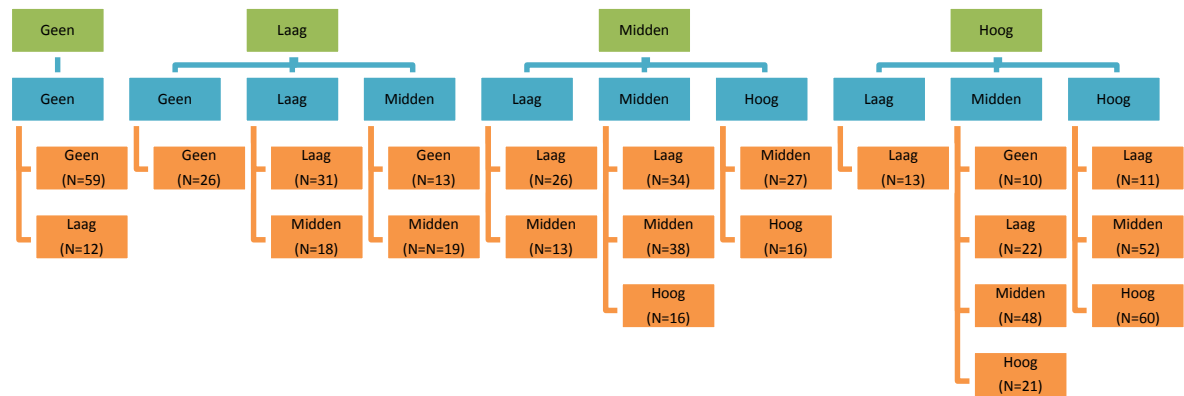 Geen
Laag
Midden
Hoog
Geen
Geen
Laag
Midden
Laag
Midden
Hoog
Laag
Midden
Hoog
Geen
(N=59)
Geen
(N=26)
Laag
(N=31)
Geen
(N=13)
Laag
(N=26)
Laag
(N=34)
Midden
(N=27)
Laag
(N=13)
Geen
(N=10)
Laag
(N=11)
Laag
(N=12)
Midden
(N=18)
Midden
(N=N=19)
Midden
(N=13)
Midden
(N=38)
Hoog
(N=16)
Laag
(N=22)
Midden
(N=52)
Hoog
(N=16)
Midden
(N=48)
Hoog
(N=60)
Hoog
(N=21)